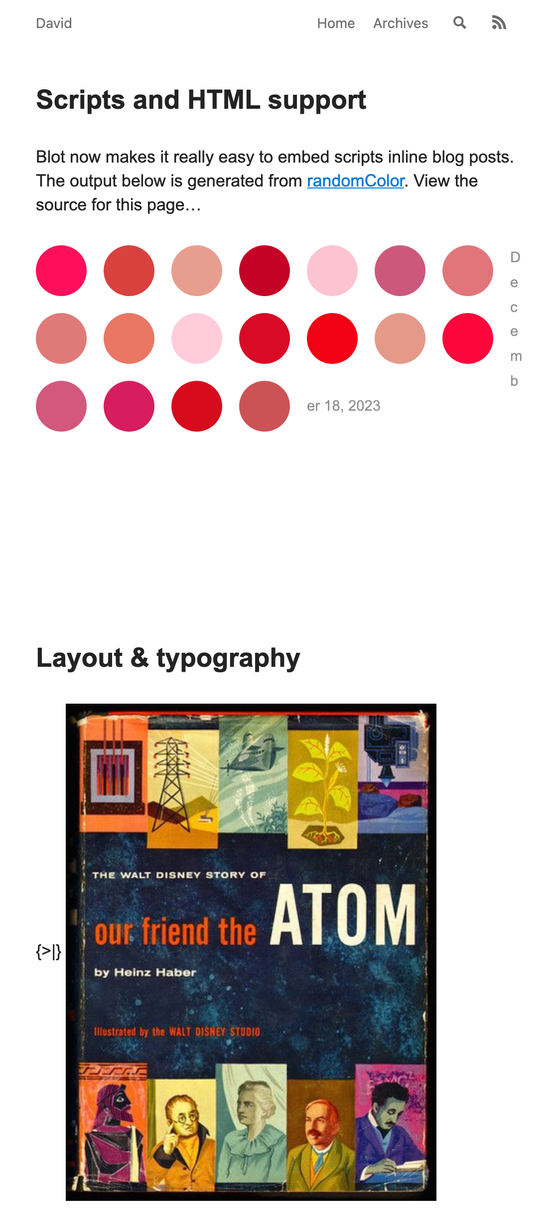 David Home Archives
Scripts and HTML support
Blot now makes it really easy to embed scripts inline blog posts.
The output below is generated from randomColor. View the
source for this page…
D
e
c
e
m
b
er 18, 2023
Layout & typography
{>|}
THE WALT DISNEY STORY OF
our friend the ATOM
by Heinz Haber
Illustrated by the WALT DISNEY STUDIO